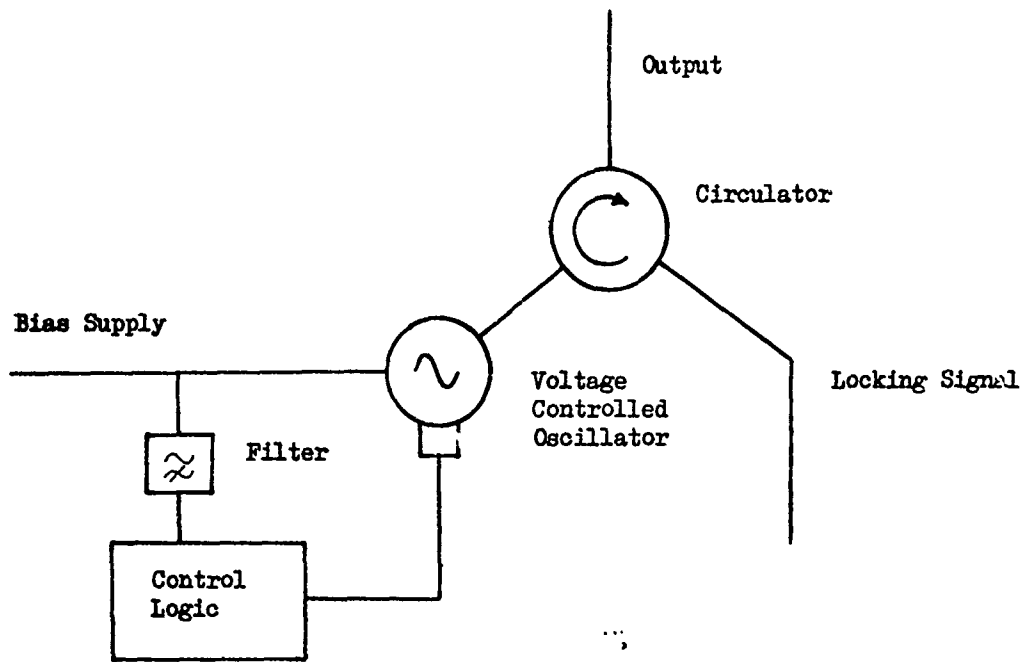 Output
Circulator
Bias Supply
Voltage
Controlled
Oscillator
Locking Signal
Filter
Control
Logic